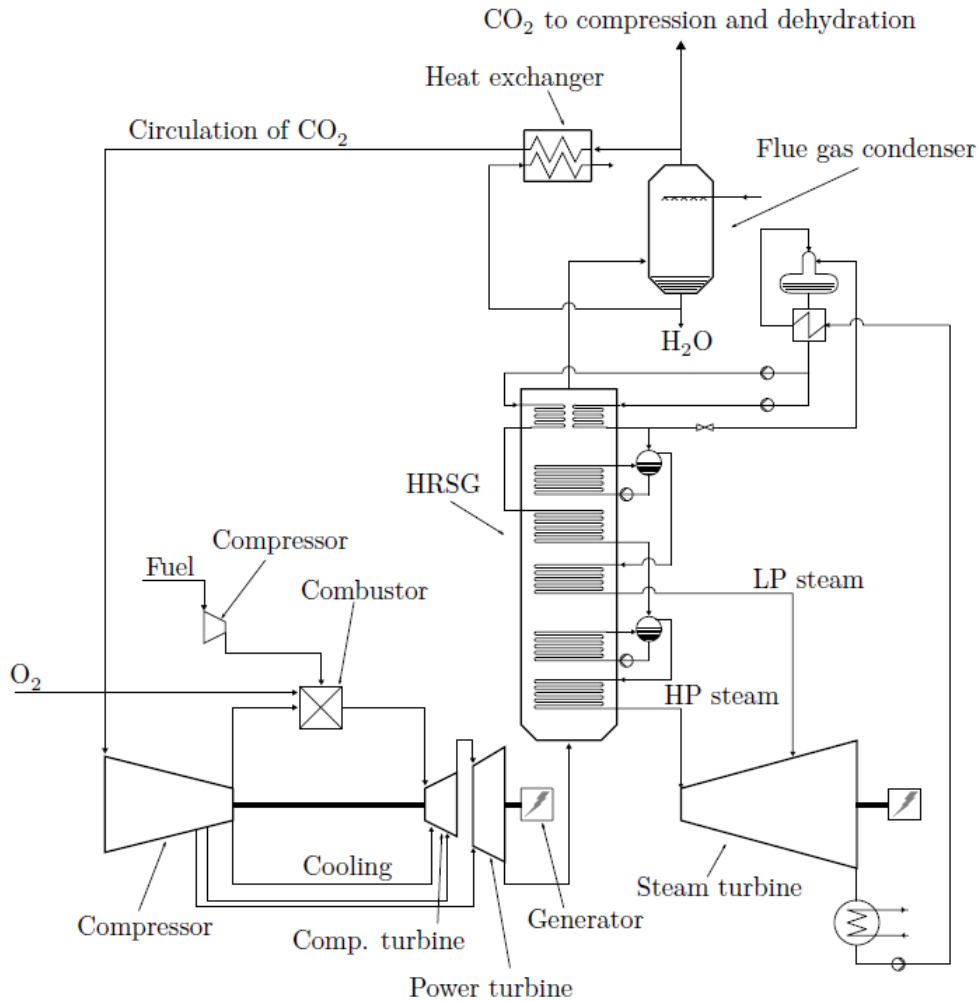 CO₂ to compression and dehydration
Heat exchanger
Circulation of CO₂
Flue gas condenser
H₂O
HRSG
Compressor
Fuel
Combustor
LP steam
O₂
HP steam
Cooling
Steam turbine
Compressor
Generator
Comp. turbine
Power turbine